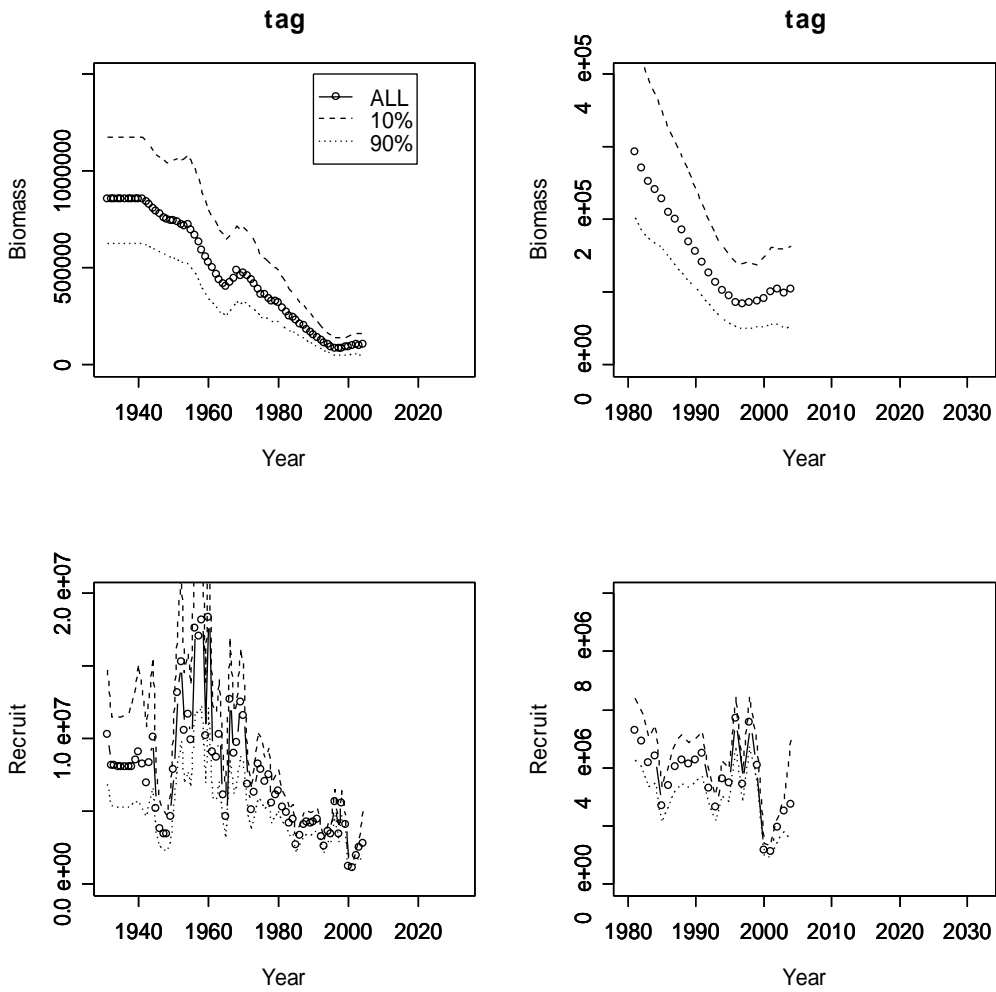 tag
Biomass
0
500000
1000000
ALL
10%
90%
1940 1960 1980 2000 2020
Year
tag
Biomass
0 e+00
2 e+05
4 e+05
1980 1990 2000 2010 2020 2030
Year
Recruit
0.0 e+00
1.0 e+07
2.0 e+07
1940 1960 1980 2000 2020
Year
Recruit
0 e+00
4 e+06
8 e+06
1980 1990 2000 2010 2020 2030
Year